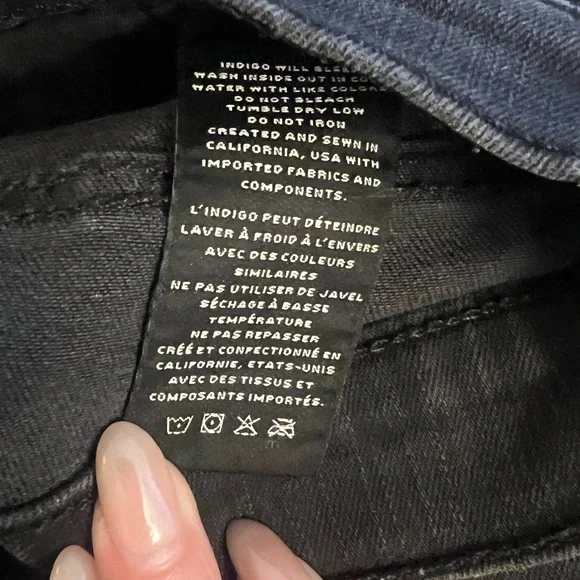 INDIGO WILL BLEED
WASH INSIDE OUT IN COLD
WATER WITH LIKE COLORS
DO NOT BLEACH
TUMBLE DRY LOW
DO NOT IRON
CREATED AND SEWN IN
CALIFORNIA, USA WITH
IMPORTED FABRICS AND
COMPONENTS.
L'INDIGO PEUT DÉTEINDRE
LAVER À FROID À L'ENVERS
AVEC DES COULEURS
SIMILAIRES
NE PAS UTILISER DE JAVEL
SÉCHAGE À BASSE
TEMPÉRATURE
NE PAS REPASSER
CRÉÉ ET CONFECTIONNÉ EN
CALIFORNIE, ETATS-UNIS
AVEC DES TISSUS ET
COMPOSANTS IMPORTÉS.